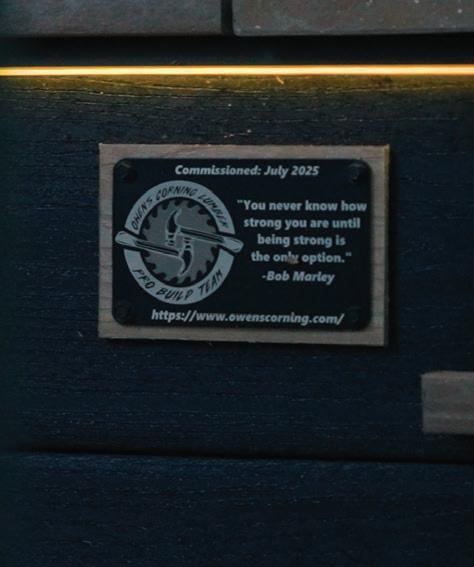 Commissioned: July 2025
OWEN'S CORNING LUMBER
PRO BUILD TEAM
"You never know how
strong you are until
being strong is
the only option."
-Bob Marley
https://www.owenscorning.com/